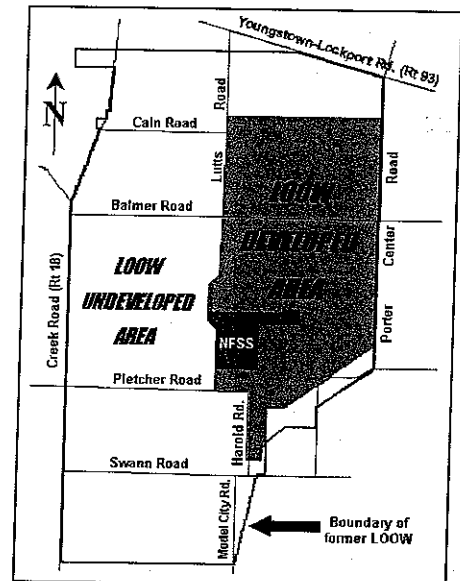 Youngstown-Lockport Rd. (Rt 93)
N
Road
Cain Road
Lutts
LOOW
DEVELOPED
AREA
Road
Balmer Road
Center
LOOW
UNDEVELOPED
AREA
Creek Road (Rt 18)
Porter
NFSS
Pletcher Road
Harold Rd.
Swann Road
Model City Rd.
Boundary of
former LOOW